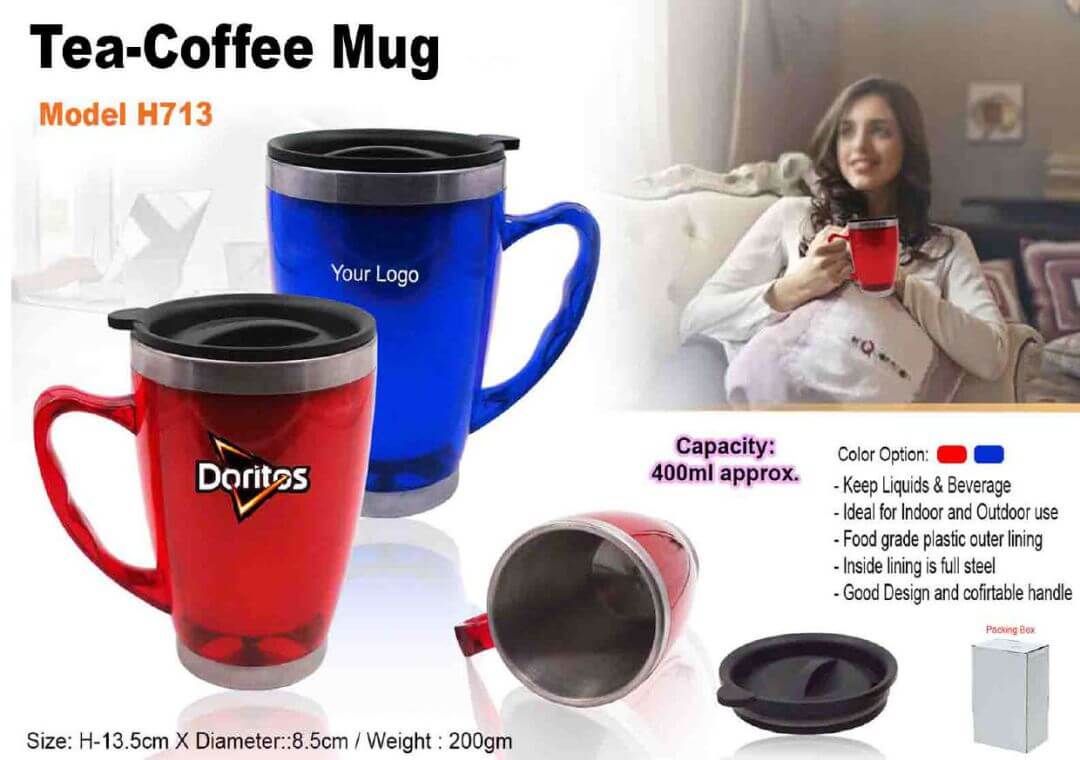 Tea-Coffee Mug
Model H713
Your Logo
Doritos
Capacity:
400ml approx.
Color Option:
- Keep Liquids & Beverage
- Ideal for Indoor and Outdoor use
- Food grade plastic outer lining
- Inside lining is full steel
- Good Design and cofirtable handle
Packing Box
Size: H-13.5cm X Diameter::8.5cm / Weight : 200gm